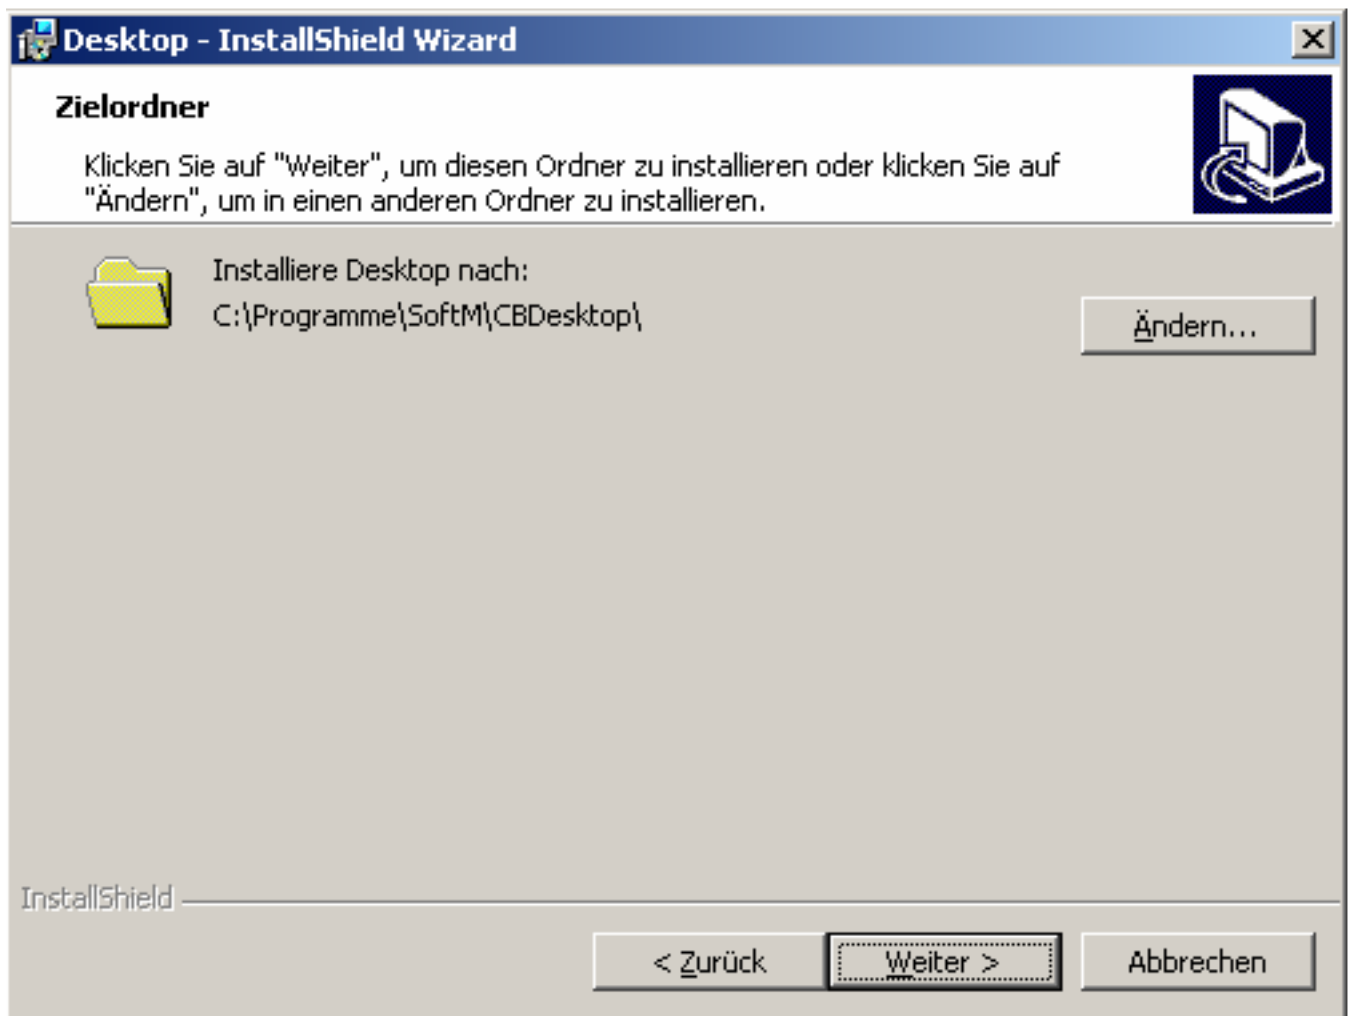 Desktop - InstallShield Wizard
Zielordner
Klicken Sie auf "Weiter", um diesen Ordner zu installieren oder klicken Sie auf
"Ändern", um in einen anderen Ordner zu installieren.
Installiere Desktop nach:
C:\Programme\SoftM\CBDesktop\
Ändern...
InstallShield
< Zurück
Weiter >
Abbrechen